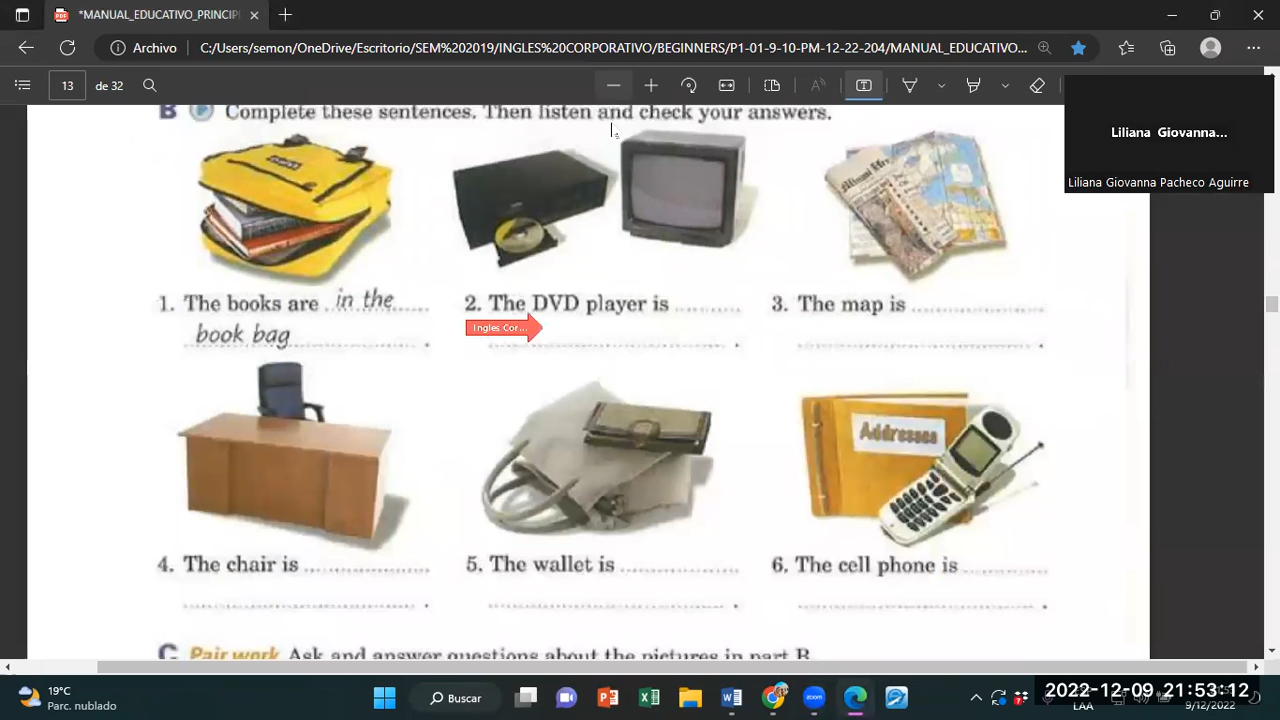 *MANUAL_EDUCATIVO_PRINCIPI
Archivo
C:/Users/semon/OneDrive/Escritorio/SEM%202019/INGLES%20CORPORATIVO/BEGINNERS/P1-01-9-10-PM-12-22-204/MANUAL_EDUCATIVO...
13 de 32
Liliana Giovanna...
Liliana Giovanna Pacheco Aguirre
B Complete these sentences. Then listen and check your answers.
1. The books are in the
book bag.
2. The DVD player is
.
3. The map is
.
Ingles Cor...
Addresses
4. The chair is
.
5. The wallet is
.
6. The cell phone is
.
C Pair work Ask and answer questions about the pictures in part B.
19°C
Parc. nublado
Buscar
2022-12-09 21:53:12
LAA
9/12/2022